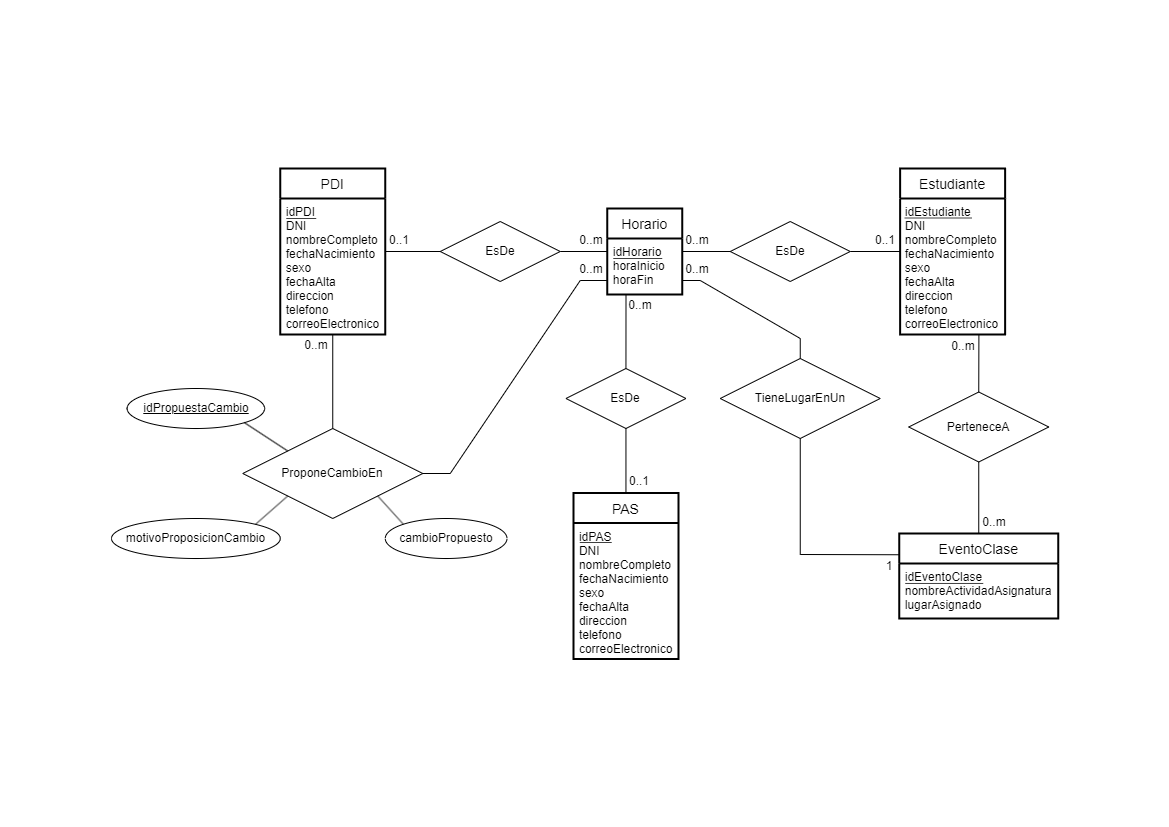 PDI
idPDI
DNI
nombreCompleto
fechaNacimiento
sexo
fechaAlta
direccion
telefono
correoElectronico
0..1
EsDe
0..m
Horario
idHorario
horaInicio
horaFin
0..m
EsDe
0..1
Estudiante
idEstudiante
DNI
nombreCompleto
fechaNacimiento
sexo
fechaAlta
direccion
telefono
correoElectronico
0..m
0..m
0..m
0..m
0..m
idPropuestaCambio
ProponeCambioEn
motivoProposicionCambio
cambioPropuesto
EsDe
0..1
TieneLugarEnUn
1
PerteneceA
0..m
PAS
idPAS
DNI
nombreCompleto
fechaNacimiento
sexo
fechaAlta
direccion
telefono
correoElectronico
EventoClase
idEventoClase
nombreActividadAsignatura
lugarAsignado